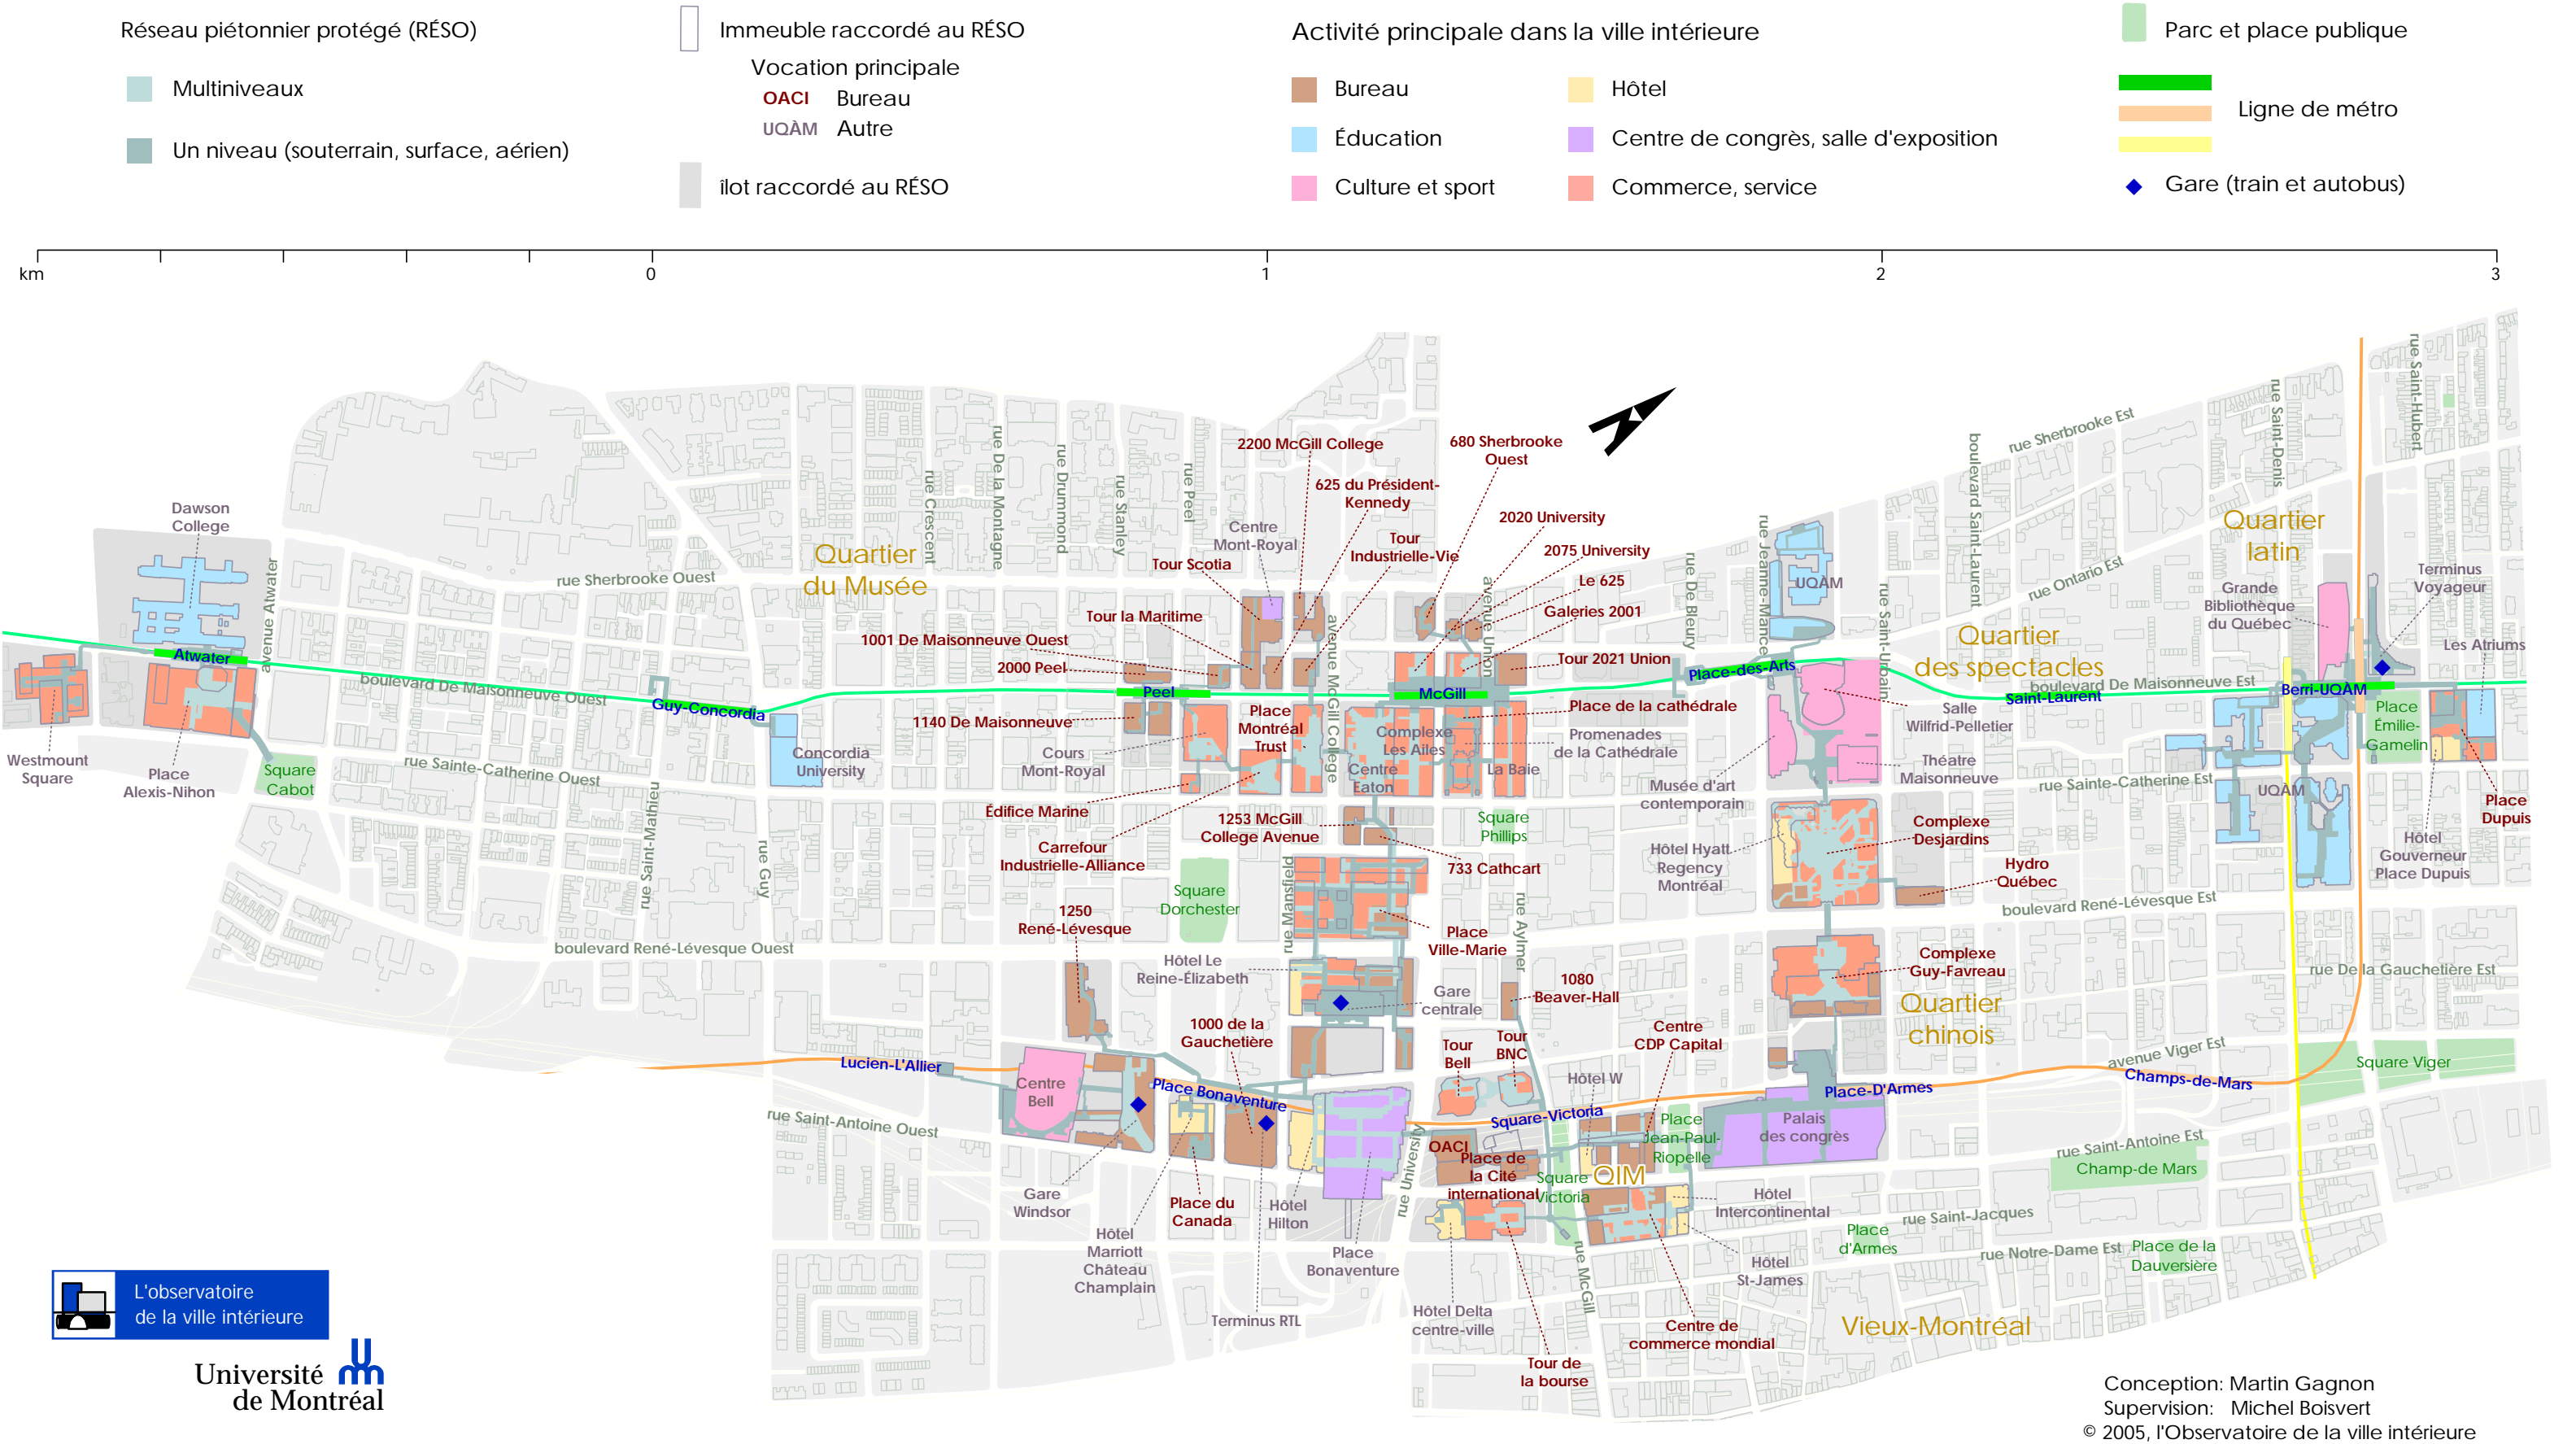 Réseau piétonnier protégé (RÉSO)
Multiniveaux
Un niveau (souterrain, surface, aérien)
Immeuble raccordé au RÉSO
Vocation principale
OACI Bureau
UQÀM Autre
îlot raccordé au RÉSO
Activité principale dans la ville intérieure
Bureau
Éducation
Culture et sport
Hôtel
Centre de congrès, salle d'exposition
Commerce, service
Parc et place publique
Ligne de métro
Gare (train et autobus)
km
0
1
2
3
Dawson
College
avenue Atwater
Atwater
Westmount
Square
Place
Alexis-Nihon
Square
Cabot
rue Sherbrooke Ouest
boulevard De Maisonneuve Ouest
rue Sainte-Catherine Ouest
rue Saint-Mathieu
Guy-Concordia
rue Guy
Concordia
University
boulevard René-Lévesque Ouest
Quartier
du Musée
rue Crescent
rue De la Montagne
rue Drummond
rue Stanley
rue Peel
2200 McGill College
625 du Président-
Kennedy
680 Sherbrooke
Ouest
Centre
Mont-Royal
Tour
Industrielle-Vie
2020 University
2075 University
Le 625
Galeries 2001
Tour Scotia
Tour la Maritime
1001 De Maisonneuve Ouest
2000 Peel
Peel
1140 De Maisonneuve
Cours
Mont-Royal
Édifice Marine
Carrefour
Industrielle-Alliance
Place
Montréal
Trust
avenue McGill College
McGill
avenue Union
Tour 2021 Union
Place de la cathédrale
Promenades
de la Cathédrale
Complexe
Les Ailes
Centre
Eaton
La Baie
1253 McGill
College Avenue
Square
Phillips
733 Cathcart
Square
Dorchester
rue Mansfield
Place
Ville-Marie
rue Aylmer
1250
René-Lévesque
Hôtel Le
Reine-Élizabeth
Gare
centrale
1080
Beaver-Hall
1000 de la
Gauchetière
Tour
Bell
Tour
BNC
Centre
CDP Capital
Hôtel W
Lucien-L'Allier
Centre
Bell
Place Bonaventure
Square-Victoria
rue Saint-Antoine Ouest
Gare
Windsor
Hôtel
Marriott
Château
Champlain
Place du
Canada
Hôtel
Hilton
Terminus RTL
Place
Bonaventure
rue University
OACI
Place de
la Cité
international
Square
Victoria
QIM
Place
Jean-Paul-
Riopelle
Hôtel Delta
centre-ville
Tour de
la bourse
rue McGill
Centre de
commerce mondial
Hôtel
Intercontinental
Hôtel
St-James
rue De Bleury
rue Jeanne-Mance
UQÀM
Place-des-Arts
rue Saint-Urbain
boulevard Saint-Laurent
rue Sherbrooke Est
rue Ontario Est
Quartier
des spectacles
boulevard De Maisonneuve Est
Saint-Laurent
Salle
Wilfrid-Pelletier
Théatre
Maisonneuve
Musée d'art
contemporain
rue Sainte-Catherine Est
Hôtel Hyatt
Regency
Montréal
Complexe
Desjardins
Hydro
Québec
boulevard René-Lévesque Est
Complexe
Guy-Favreau
Quartier
chinois
rue De la Gauchetière Est
avenue Viger Est
Place-D'Armes
Champs-de-Mars
Square Viger
Palais
des congrès
rue Saint-Antoine Est
Champ-de Mars
rue Saint-Jacques
Place
d'Armes
rue Notre-Dame Est
Place de la
Dauversière
Vieux-Montréal
Quartier
latin
rue Saint-Denis
rue Saint-Hubert
Grande
Bibliothèque
du Québec
Terminus
Voyageur
Les Atriums
Berri-UQÀM
Place
Émilie-
Gamelin
UQÀM
Hôtel
Gouverneur
Place Dupuis
Place
Dupuis
L'observatoire
de la ville intérieure
Université
de Montréal
Conception: Martin Gagnon
Supervision: Michel Boisvert
© 2005, l'Observatoire de la ville intérieure